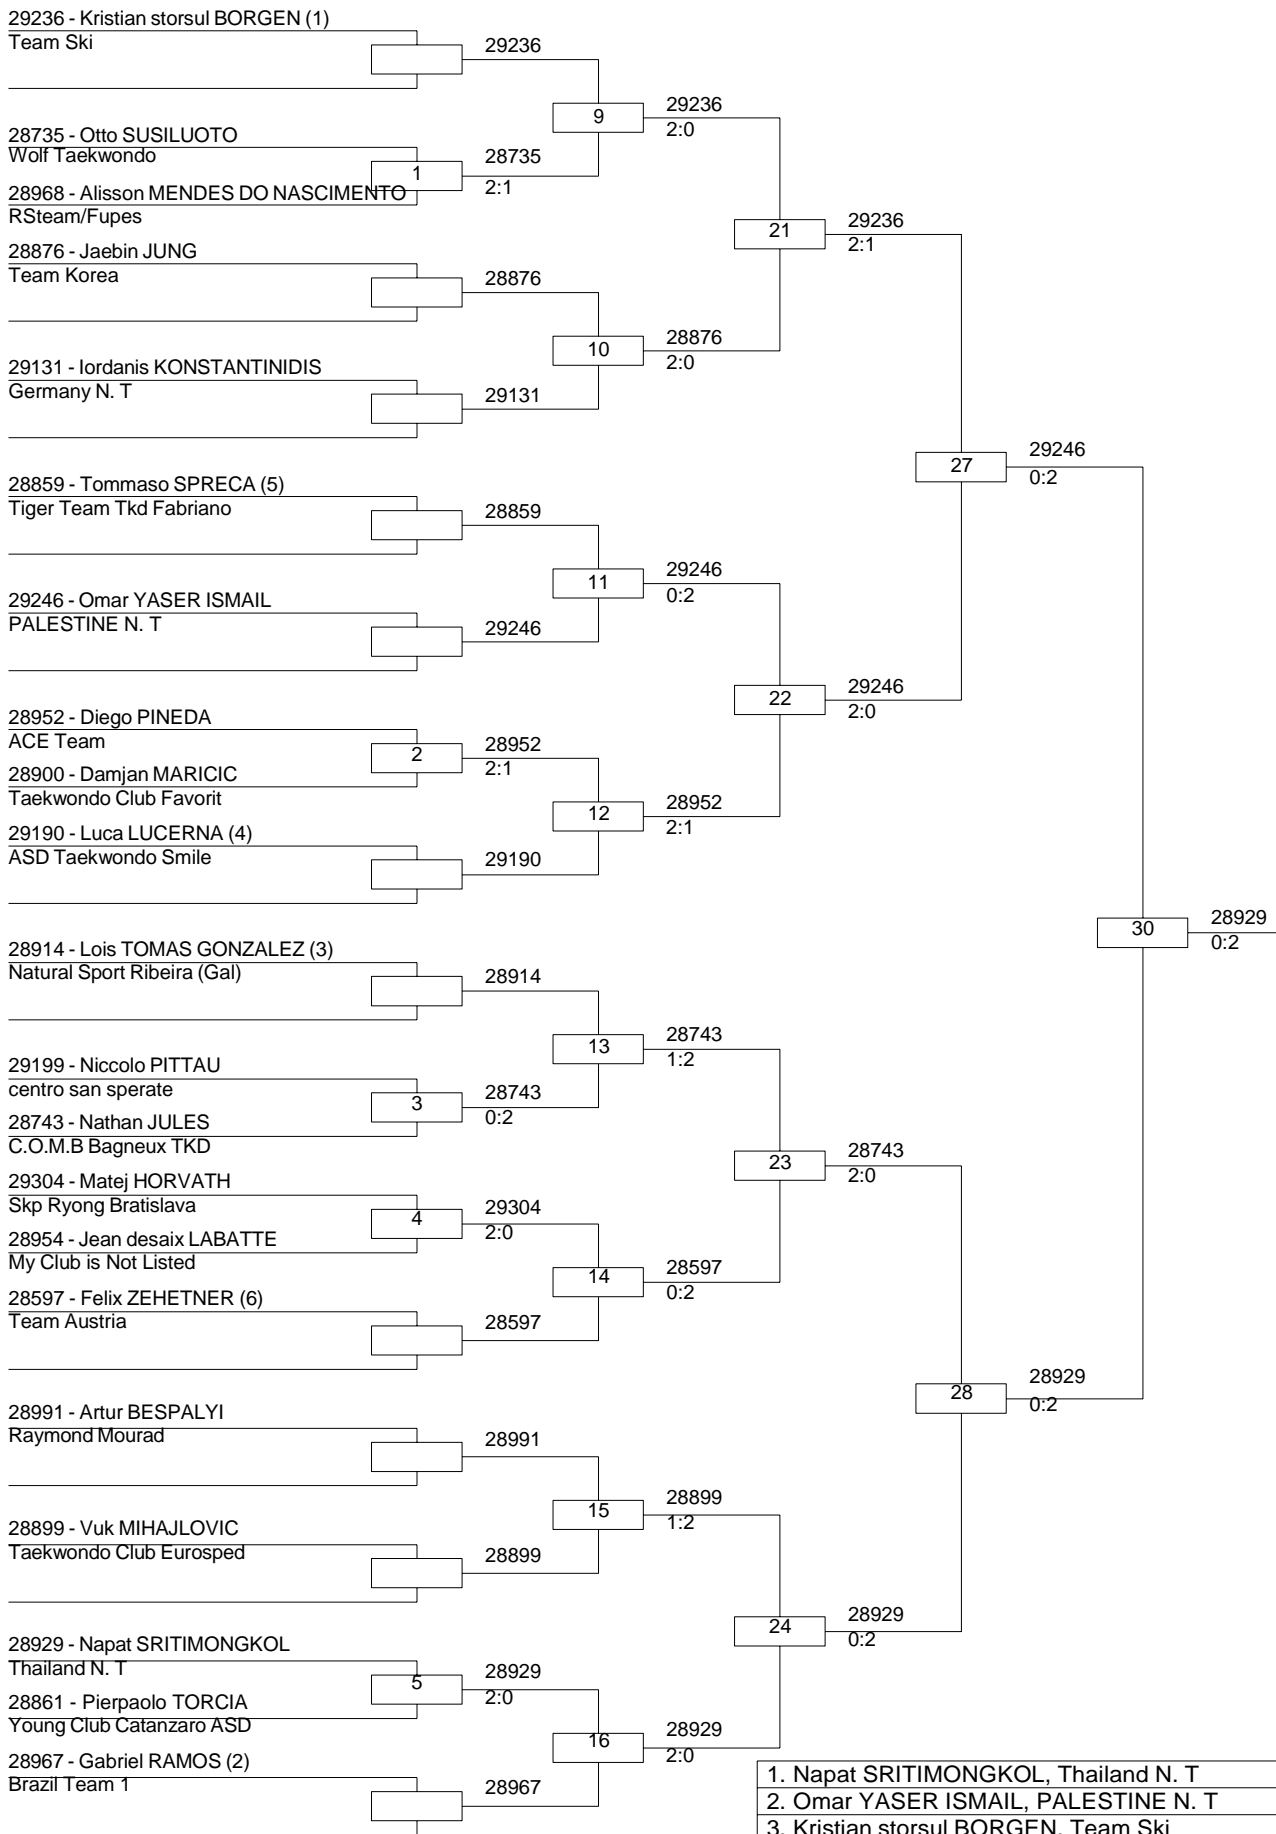 29236 - Kristian storsul BORGEN (1)
Team Ski
29236
9
29236
2:0
28735 - Otto SUSILUOTO
Wolf Taekwondo
1
28735
2:1
28968 - Alisson MENDES DO NASCIMENTO
RSteam/Fupes
21
29236
2:1
28876 - Jaebin JUNG
Team Korea
28876
10
28876
2:0
29131 - Iordanis KONSTANTINIDIS
Germany N. T
29131
27
29246
0:2
28859 - Tommaso SPRECA (5)
Tiger Team Tkd Fabriano
28859
11
29246
0:2
29246 - Omar YASER ISMAIL
PALESTINE N. T
29246
22
29246
2:0
28952 - Diego PINEDA
ACE Team
2
28952
2:1
28900 - Damjan MARICIC
Taekwondo Club Favorit
12
28952
2:1
29190 - Luca LUCERNA (4)
ASD Taekwondo Smile
29190
30
28929
0:2
28914 - Lois TOMAS GONZALEZ (3)
Natural Sport Ribeira (Gal)
28914
13
28743
1:2
29199 - Niccolo PITTAU
centro san sperate
3
28743
0:2
28743 - Nathan JULES
C.O.M.B Bagneux TKD
23
28743
2:0
29304 - Matej HORVATH
Skp Ryong Bratislava
4
29304
2:0
28954 - Jean desaix LABATTE
My Club is Not Listed
14
28597
0:2
28597 - Felix ZEHETNER (6)
Team Austria
28597
28
28929
0:2
28991 - Artur BESPALYI
Raymond Mourad
28991
15
28899
1:2
28899 - Vuk MIHAJLOVIC
Taekwondo Club Eurosped
28899
24
28929
0:2
28929 - Napat SRITIMONGKOL
Thailand N. T
5
28929
2:0
28861 - Pierpaolo TORCIA
Young Club Catanzaro ASD
16
28929
2:0
28967 - Gabriel RAMOS (2)
Brazil Team 1
28967
1. Napat SRITIMONGKOL, Thailand N. T
2. Omar YASER ISMAIL, PALESTINE N. T
3. Kristian storsul BORGEN, Team Ski